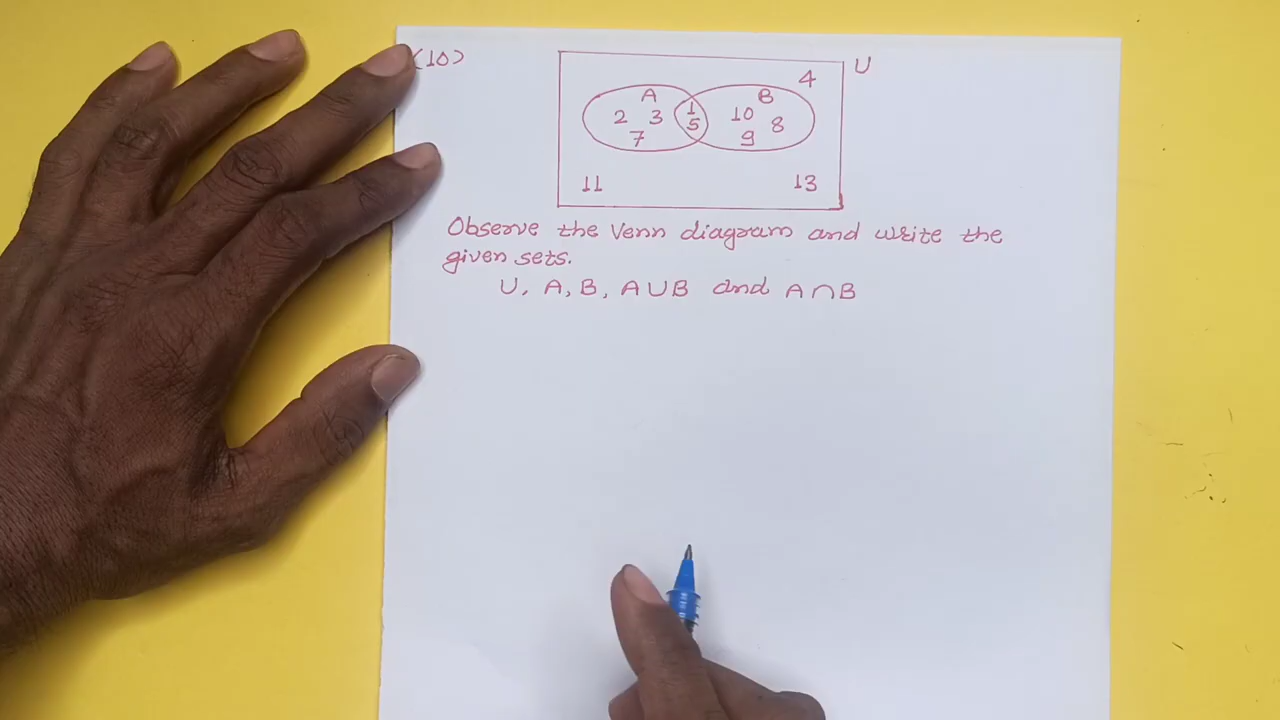 (10)
U
4
A
B
2 3
1
10
5
8
7
9
11
13
Observe the Venn diagram and write the
given sets.
U, A, B, A∪B and A∩B